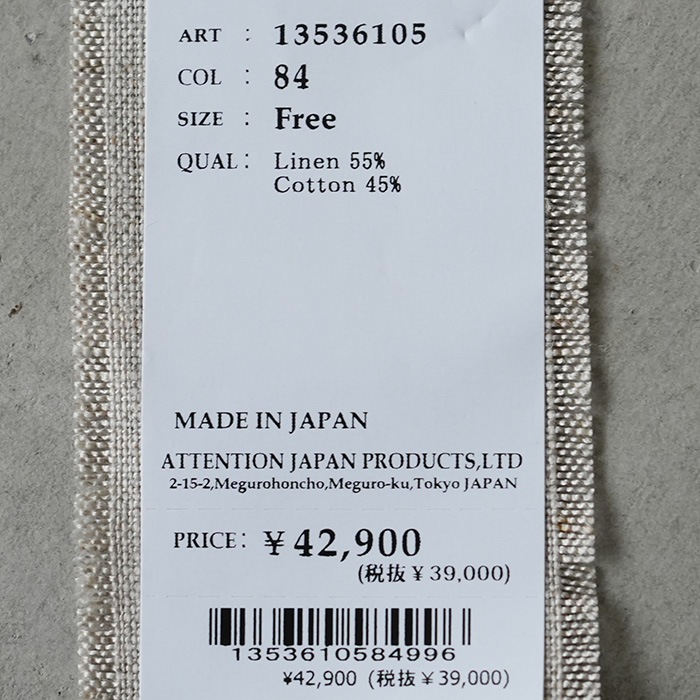 ART : 13536105
COL : 84
SIZE : Free
QUAL: Linen 55%
Cotton 45%
MADE IN JAPAN
ATTENTION JAPAN PRODUCTS,LTD
2-15-2,Megurohoncho,Meguro-ku,Tokyo JAPAN
PRICE: ¥42,900
(税抜¥39,000)
1353610584996
¥42,900 (税抜¥39,000)